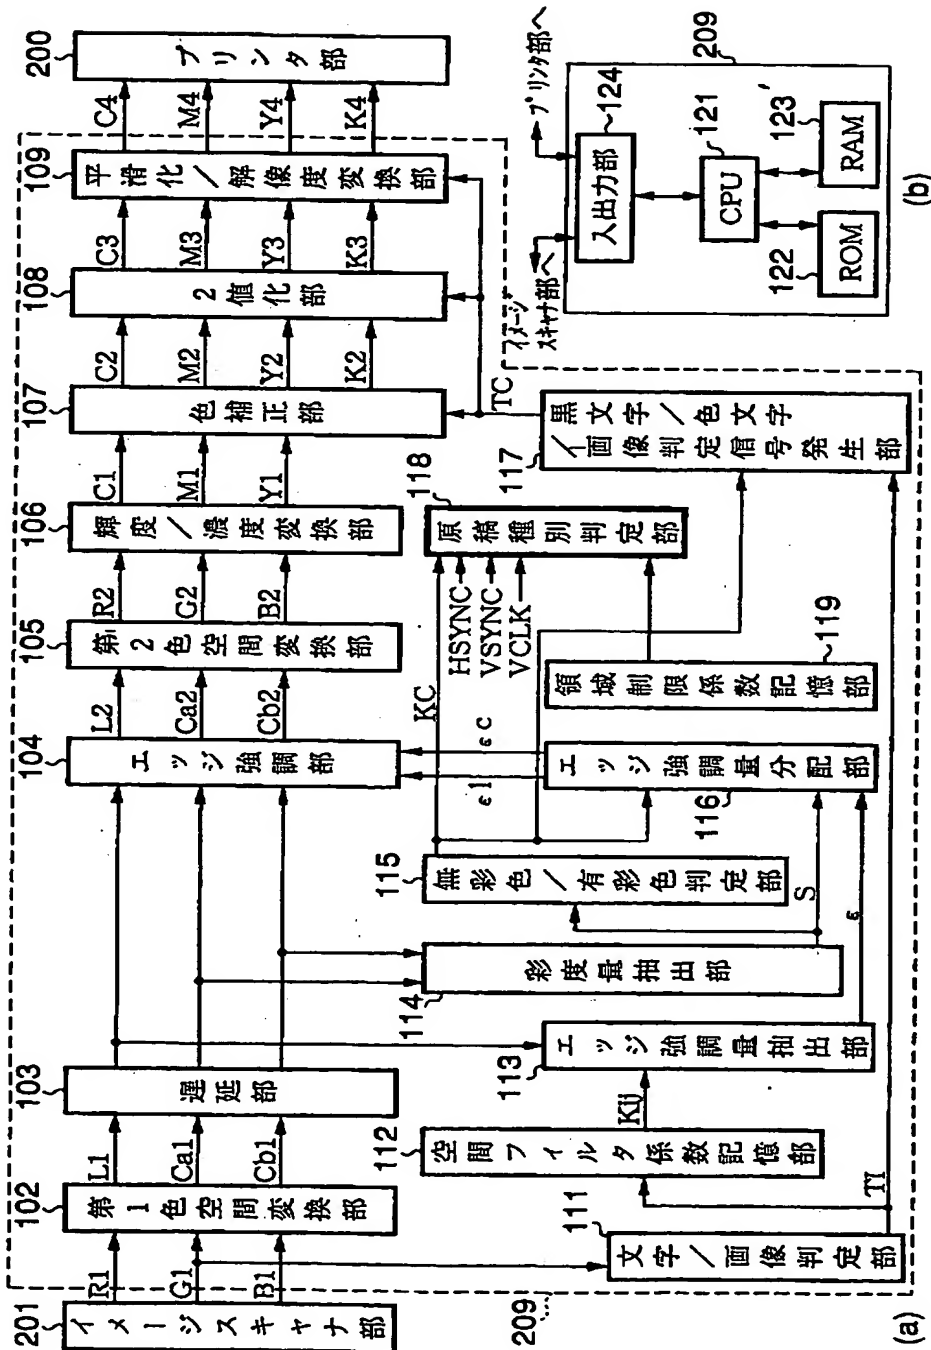 201
イメージスキャナ部
R1
G1
B1
102
第1色空間変換部
L1
Ca1
Cb1
103
遅延部
104
エッジ強調部
L2
Ca2
Cb2
105
第2色空間変換部
R2
G2
B2
106
輝度/濃度変換部
C1
M1
Y1
107
色補正部
C2
M2
Y2
K2
108
2値化部
C3
M3
Y3
K3
109
平滑化/解像度変換部
C4
M4
Y4
K4
200
プリンタ部
209
111
文字/画像判定部
TI
112
空間フィルタ係数記憶部
Kij
113
エッジ強調量抽出部
ε
114
彩度量抽出部
S
115
無彩色/有彩色判定部
KC
116
エッジ強調量分配部
εl
εc
119
領域制限係数記憶部
118
原稿種別判定部
HSYNC
VSYNC
VCLK
117
黒文字/色文字
/画像判定信号発生部
TC
(a)
イメージ
スキャナ部へ
プリンタ部へ
209
入出力部
124
CPU
121
ROM
122
RAM
123'
(b)